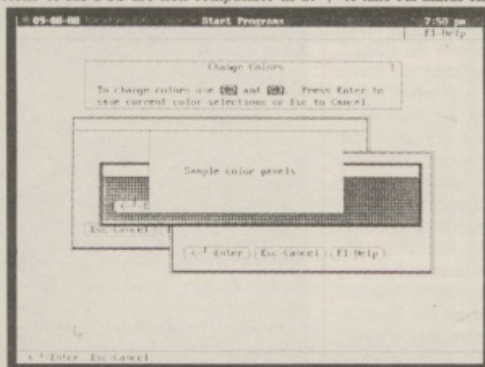 09-08-88 Start Programs 7:50 pm
F1-Help
Change Colors
To change colors use and . Press Enter to
save current color selections or Esc to Cancel.
Sample color panels
Esc-Cancel
Enter Esc-Cancel F1-Help
Enter Esc-Cancel